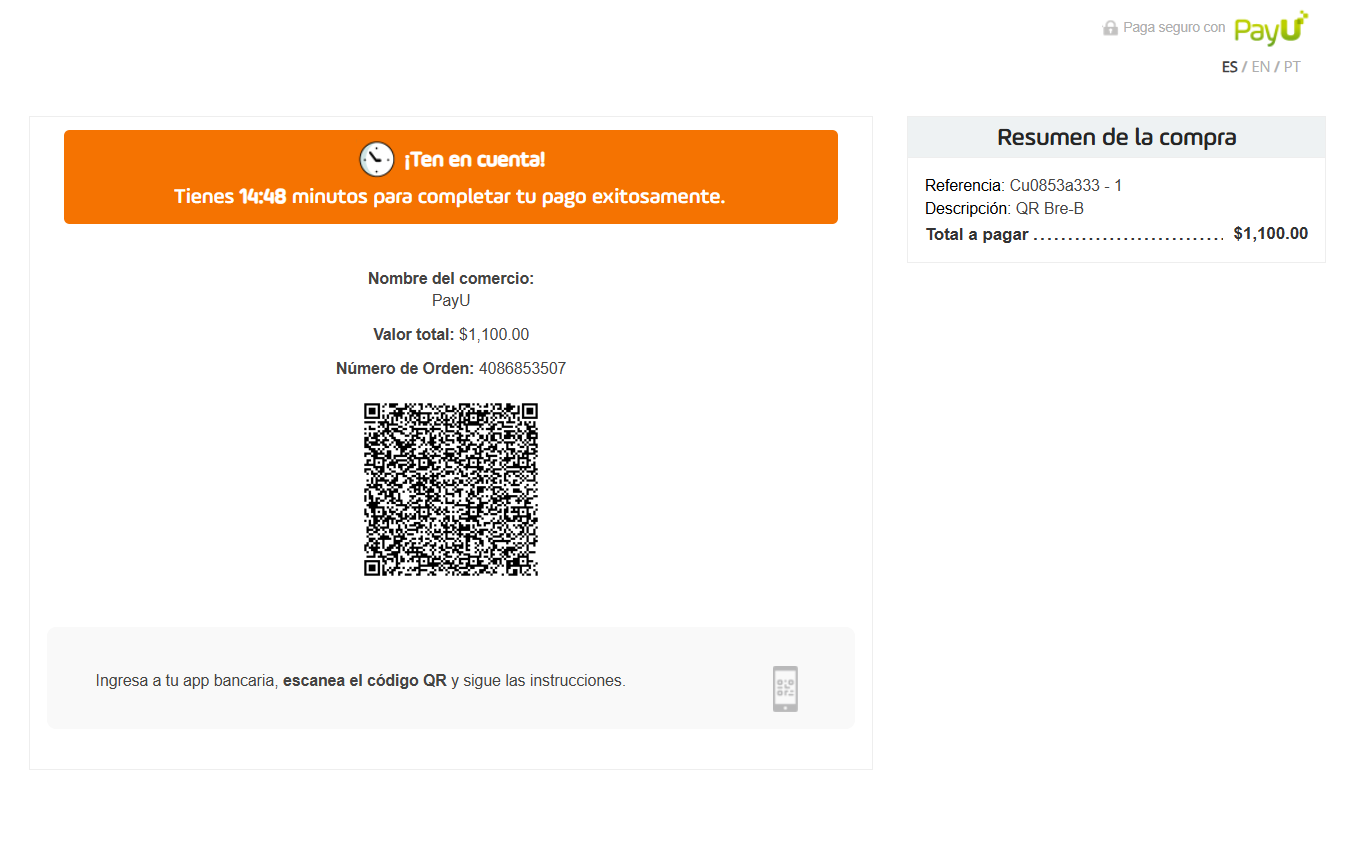 Paga seguro con PayU
ES / EN / PT
¡Ten en cuenta!
Tienes 14:48 minutos para completar tu pago exitosamente.
Nombre del comercio:
PayU
Valor total: $1,100.00
Número de Orden: 4086853507
Ingresa a tu app bancaria, escanea el código QR y sigue las instrucciones.
Resumen de la compra
Referencia: Cu0853a333 - 1
Descripción: QR Bre-B
Total a pagar ............................ $1,100.00